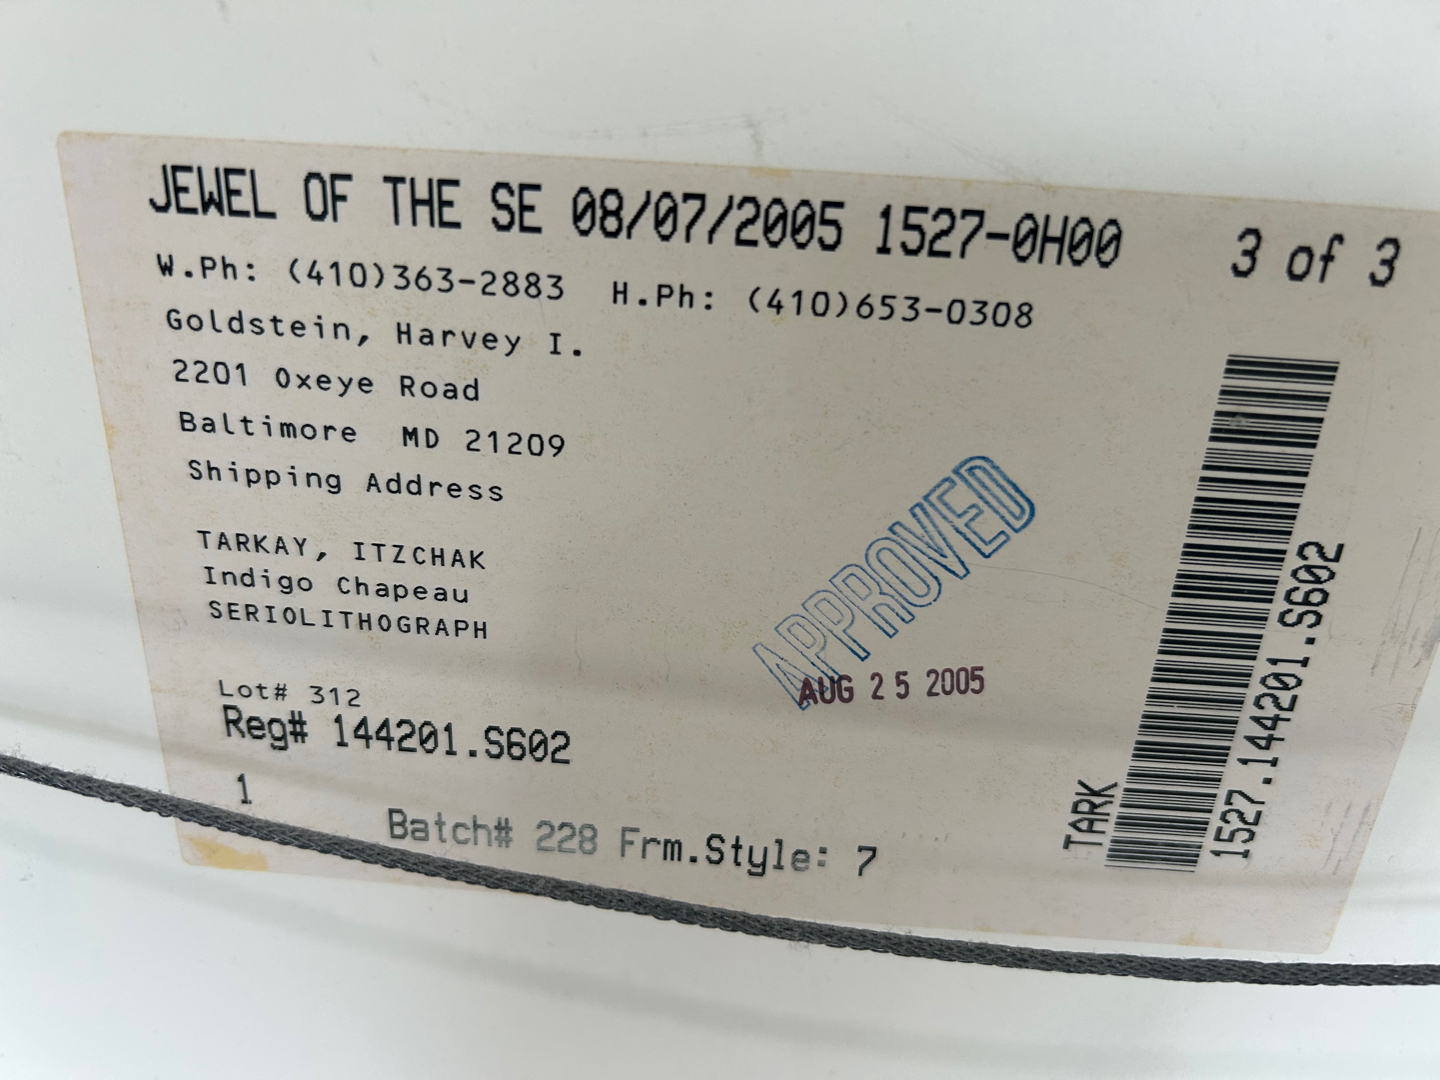 JEWEL OF THE SE 08/07/2005 1527-0H00 3 of 3
W.Ph: (410)363-2883 H.Ph: (410)653-0308
Goldstein, Harvey I.
2201 Oxeye Road
Baltimore MD 21209
Shipping Address
TARKAY, ITZCHAK
Indigo Chapeau
SERIOLITHOGRAPH
Lot# 312
Reg# 144201.S602
1
Batch# 228 Frm.Style: 7
APPROVED
AUG 25 2005
TARK
1527.144201.S602